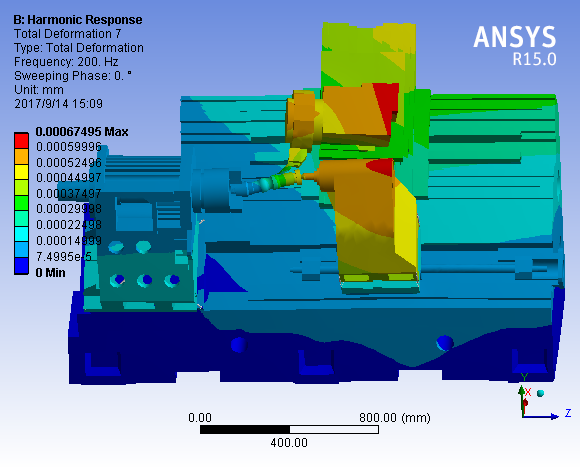 B: Harmonic Response
Total Deformation 7
Type: Total Deformation
Frequency: 200. Hz
Sweeping Phase: 0. °
Unit: mm
2017/9/14 15:09
ANSYS
R15.0
0.00067495 Max
0.00059996
0.00052496
0.00044997
0.00037497
0.00029998
0.00022498
0.00014999
7.4995e-5
0 Min
0.00
800.00 (mm)
400.00
Y
X
Z